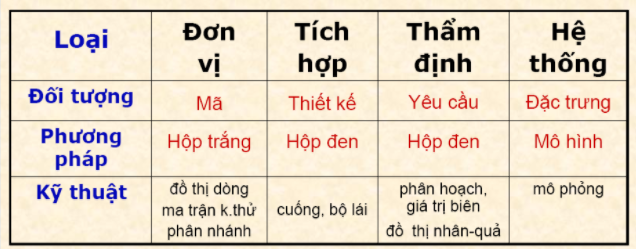 Loại
Đơn vị
Tích hợp
Thẩm định
Hệ thống
Đối tượng
Mã
Thiết kế
Yêu cầu
Đặc trưng
Phương pháp
Hộp trắng
Hộp đen
Hộp đen
Mô hình
Kỹ thuật
đồ thị dòng
ma trận k.thử
phân nhánh
cuống, bộ lái
phân hoạch,
giá trị biên
đồ thị nhân-quả
mô phỏng